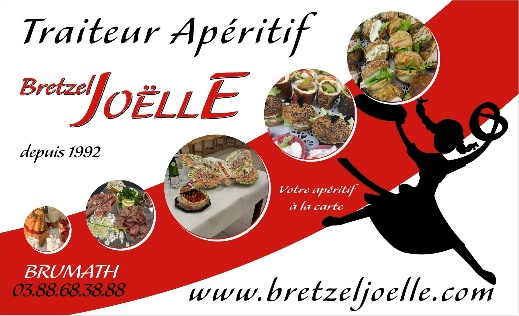 Traiteur Apéritif
Bretzel JOËLLE
depuis 1992
Votre apéritif
à la carte
BRUMATH
03.88.68.38.88
www.bretzeljoelle.com